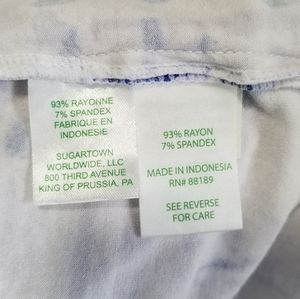 93% RAYONNE
7% SPANDEX
FABRIQUE EN
INDONESIE
SUGARTOWN
WORLDWIDE, LLC
800 THIRD AVENUE
KING OF PRUSSIA, PA
93% RAYON
7% SPANDEX
MADE IN INDONESIA
RN# 88189
SEE REVERSE
FOR CARE